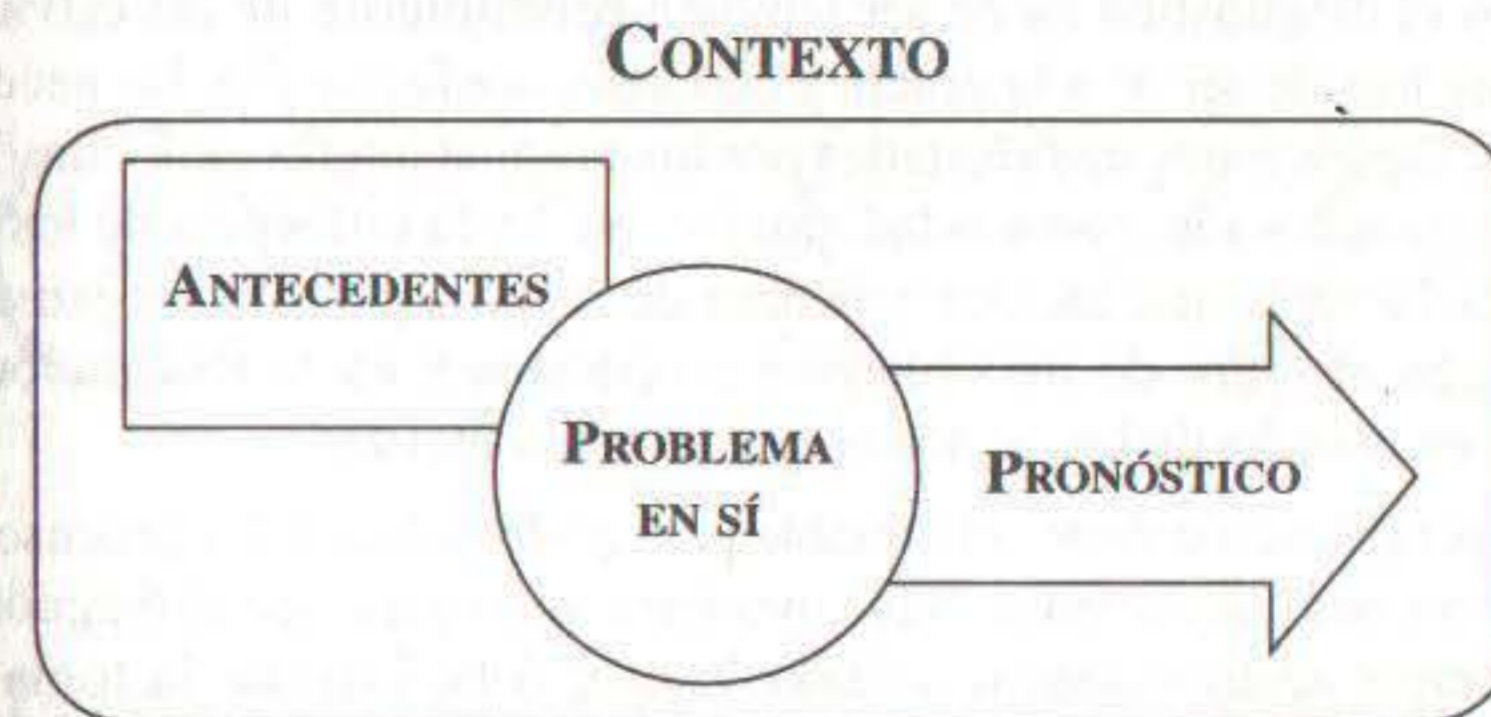 CONTEXTO
ANTECEDENTES
PROBLEMA
EN SÍ
PRONÓSTICO